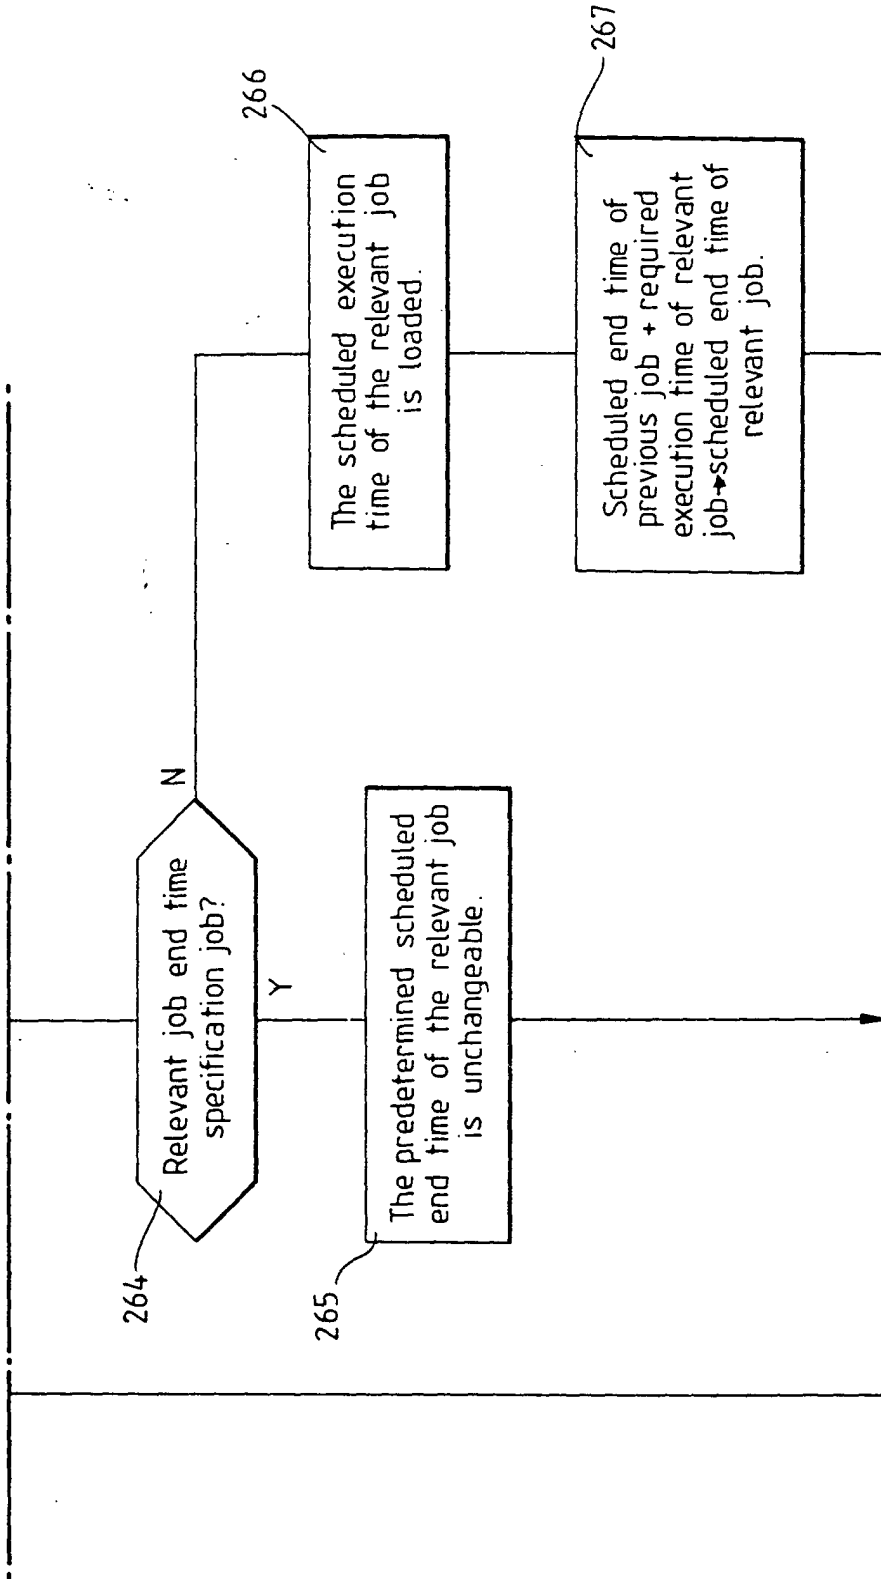 264
Relevant job end time
specification job?
N
Y
265
The predetermined scheduled
end time of the relevant job
is unchangeable.
266
The scheduled execution
time of the relevant job
is loaded.
267
Scheduled end time of
previous job + required
execution time of relevant
job→scheduled end time of
relevant job.